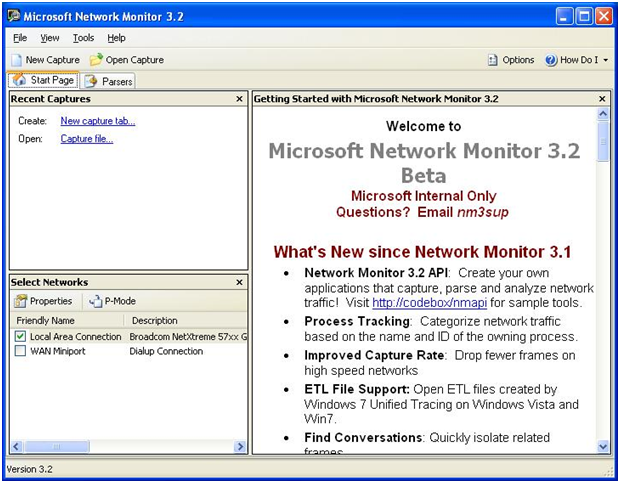 Microsoft Network Monitor 3.2
File View Tools Help
New Capture Open Capture Options How Do I
Start Page Parsers
Recent Captures
Create: New capture tab...
Open: Capture file...
Select Networks
Properties P-Mode
Friendly Name Description
Local Area Connection Broadcom NetXtreme 57xx G
WAN Miniport Dialup Connection
Getting Started with Microsoft Network Monitor 3.2
Welcome to
Microsoft Network Monitor 3.2
Beta
Microsoft Internal Only
Questions? Email nm3sup
What's New since Network Monitor 3.1
• Network Monitor 3.2 API: Create your own
applications that capture, parse and analyze network
traffic! Visit http://codebox/nmapi for sample tools.
• Process Tracking: Categorize network traffic
based on the name and ID of the owning process.
• Improved Capture Rate: Drop fewer frames on
high speed networks
• ETL File Support: Open ETL files created by
Windows 7 Unified Tracing on Windows Vista and
Win7.
• Find Conversations: Quickly isolate related
frames
Version 3.2